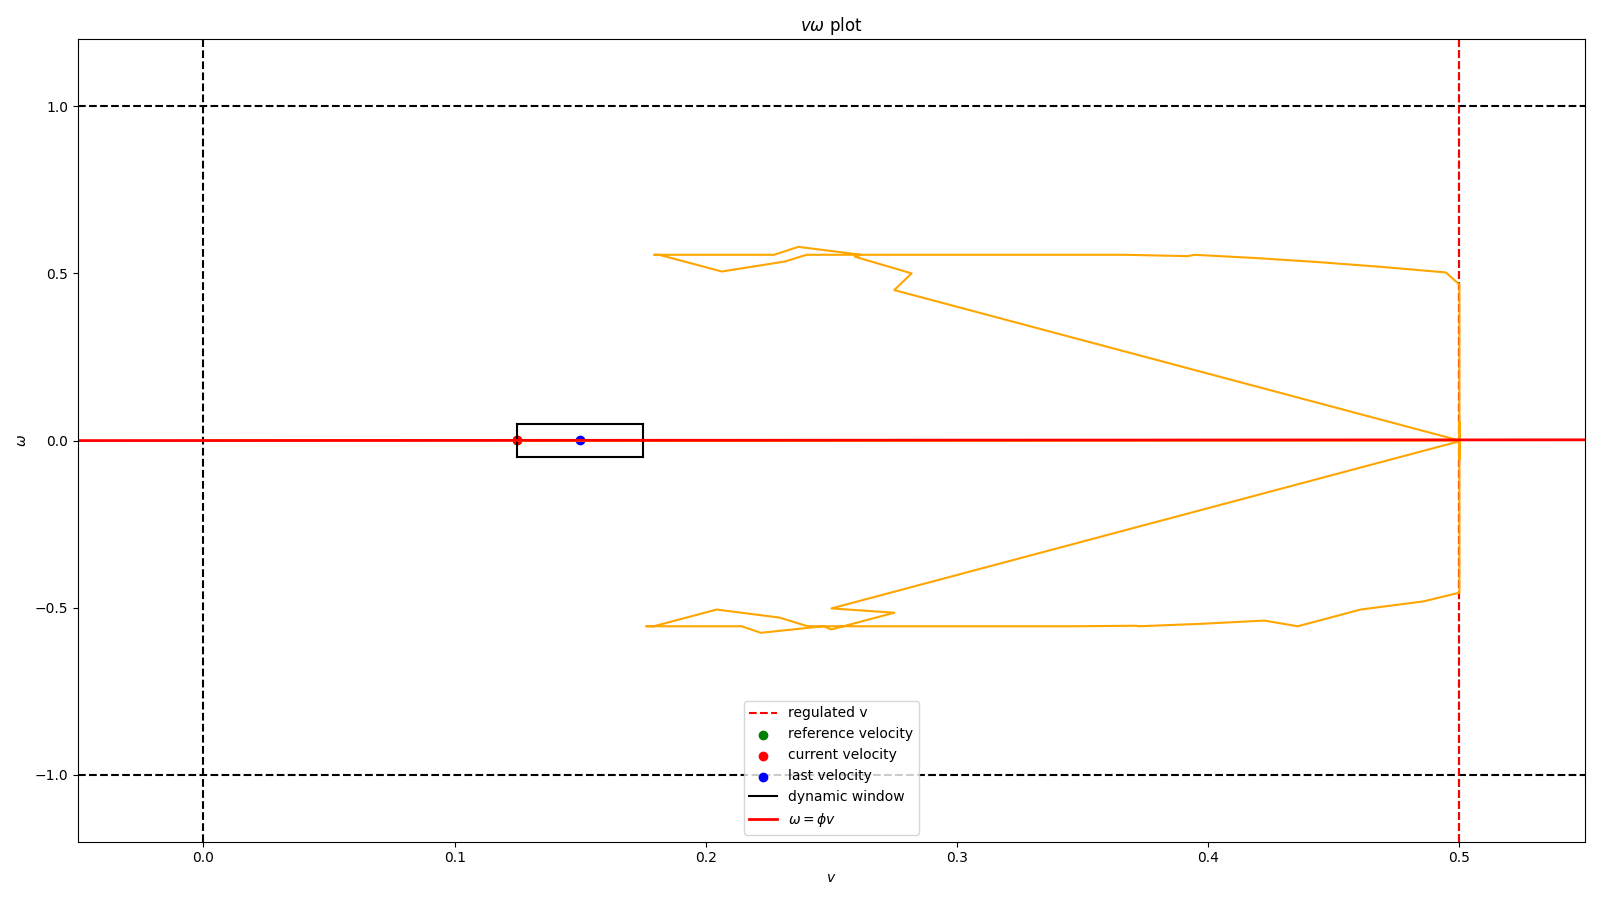 vω plot
ω
1.0
0.5
0.0
−0.5
−1.0
regulated v
reference velocity
current velocity
last velocity
dynamic window
ω = ϕv
0.0 0.1 0.2 0.3 0.4 0.5
v